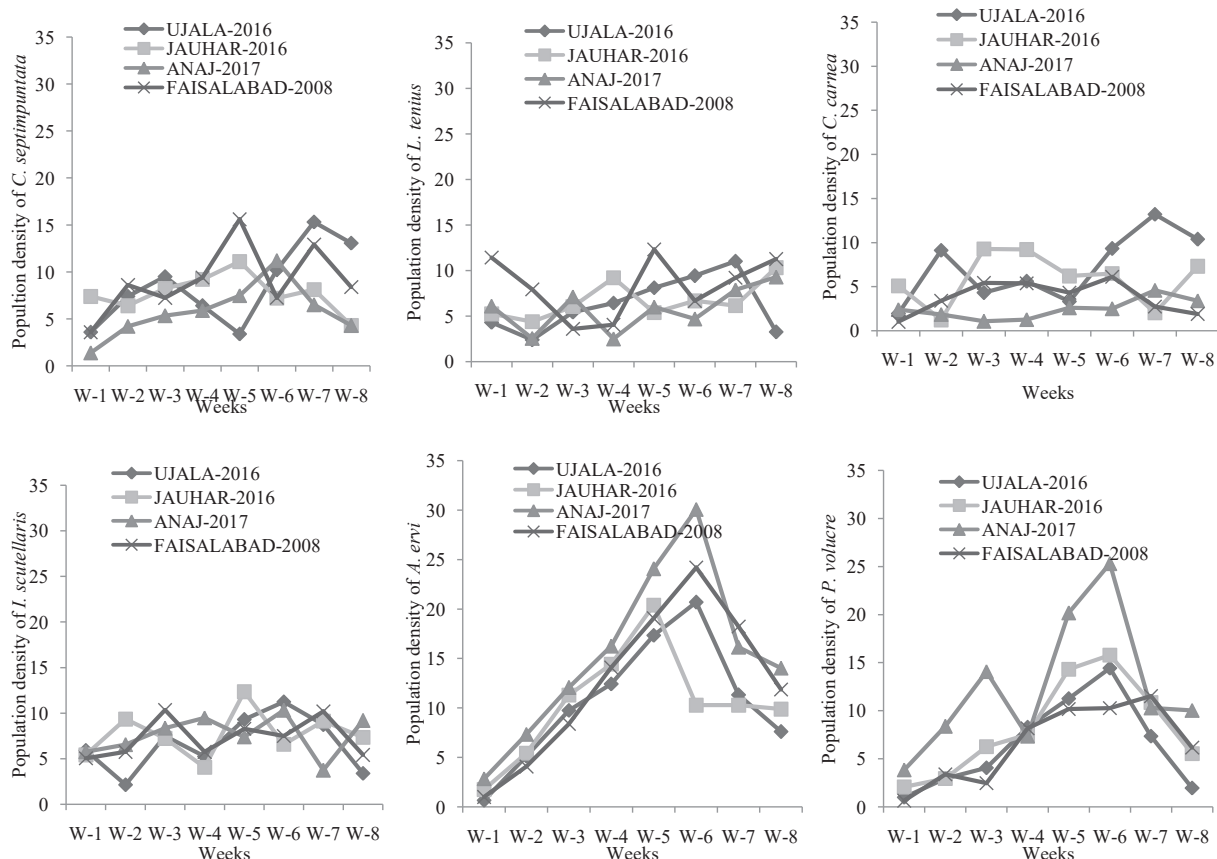 UJALA-2016
JAUHAR-2016
ANAJ-2017
FAISALABAD-2008
35
30
25
20
15
10
5
0
Popultion density of C. septimpuntata
W-1 W-2 W-3 W-4 W-5 W-6 W-7 W-8
Weeks
UJALA-2016
JAUHAR-2016
ANAJ-2017
FAISALABAD-2008
35
30
25
20
15
10
5
0
Population density of L. tenius
W-1 W-2 W-3 W-4 W-5 W-6 W-7 W-8
Weeks
UJALA-2016
JAUHAR-2016
ANAJ-2017
FAISALABAD-2008
35
30
25
20
15
10
5
0
Population density of C. carnea
W-1 W-2 W-3 W-4 W-5 W-6 W-7 W-8
Weeks
UJALA-2016
JAUHAR-2016
ANAJ-2017
FAISALABAD-2008
35
30
25
20
15
10
5
0
Population density of I. scutellaris
W-1 W-2 W-3 W-4 W-5 W-6 W-7 W-8
Weeks
UJALA-2016
JAUHAR-2016
ANAJ-2017
FAISALABAD-2008
35
30
25
20
15
10
5
0
Population density of A. ervi
W-1 W-2 W-3 W-4 W-5 W-6 W-7 W-8
Weeks
UJALA-2016
JAUHAR-2016
ANAJ-2017
FAISALABAD-2008
35
30
25
20
15
10
5
0
Population density of P. volucre
W-1 W-2 W-3 W-4 W-5 W-6 W-7 W-8
Weeks